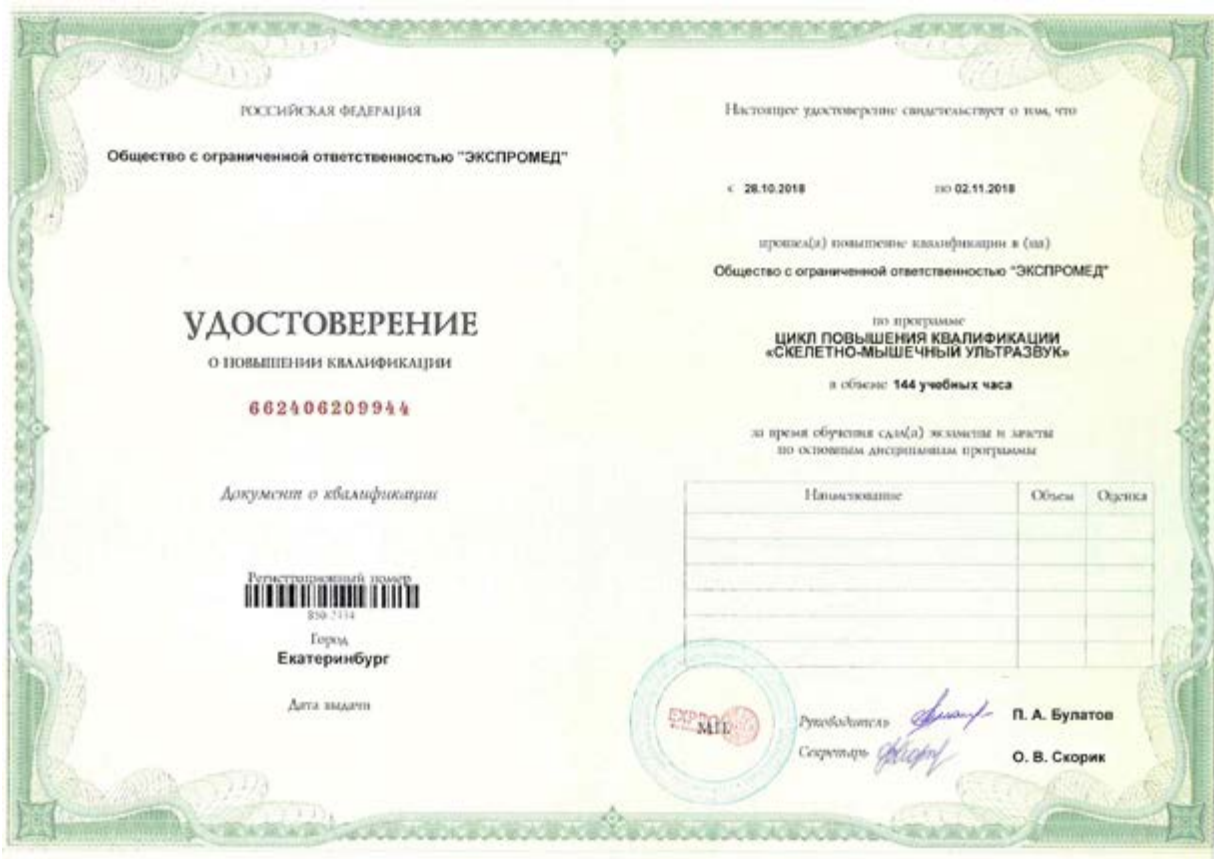 РОССИЙСКАЯ ФЕДЕРАЦИЯ
Общество с ограниченной ответственностью "ЭКСПРОМЕД"
УДОСТОВЕРЕНИЕ
О ПОВЫШЕНИИ КВАЛИФИКАЦИИ
662406209944
Документ о квалификации
Регистрационный номер
Город
Екатеринбург
Дата выдачи
Настоящее удостоверение свидетельствует о том, что
с 28.10.2018 по 02.11.2018
прошел(а) повышение квалификации в (на)
Общество с ограниченной ответственностью "ЭКСПРОМЕД"
по программе
ЦИКЛ ПОВЫШЕНИЯ КВАЛИФИКАЦИИ
«СКЕЛЕТНО-МЫШЕЧНЫЙ УЛЬТРАЗВУК»
в объеме 144 учебных часа
за время обучения сдал(а) экзамены и зачеты
по основным дисциплинам программы
Наименование Объем Оценка
М.П.
Руководитель П. А. Булатов
Секретарь О. В. Скорик